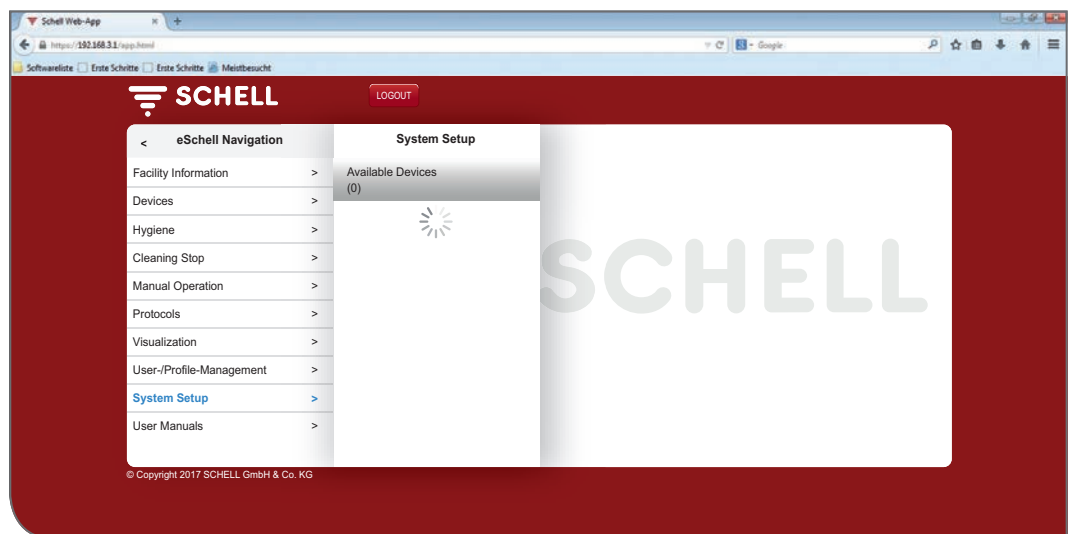 Schell Web-App × +
https://192.168.3.1/app.html
Google
Softwareliste Erste Schritte Erste Schritte Meistbesucht
SCHELL
LOGOUT
< eSchell Navigation
System Setup
Facility Information >
Available Devices
(0)
Devices >
Hygiene >
Cleaning Stop >
Manual Operation >
Protocols >
Visualization >
User-/Profile-Management >
System Setup >
User Manuals >
SCHELL
© Copyright 2017 SCHELL GmbH & Co. KG